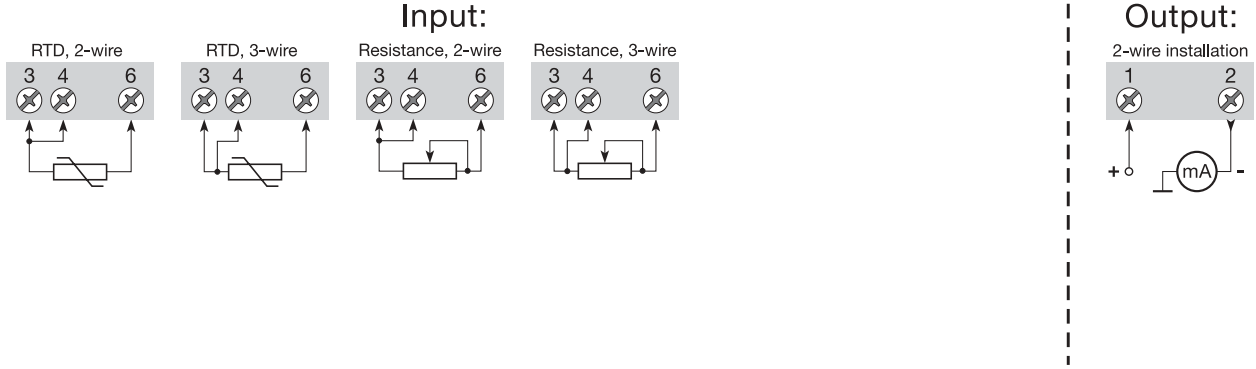 Input:
Output:
RTD, 2-wire
RTD, 3-wire
Resistance, 2-wire
Resistance, 3-wire
2-wire installation
3 4 6
3 4 6
3 4 6
3 4 6
1 2
+ mA -